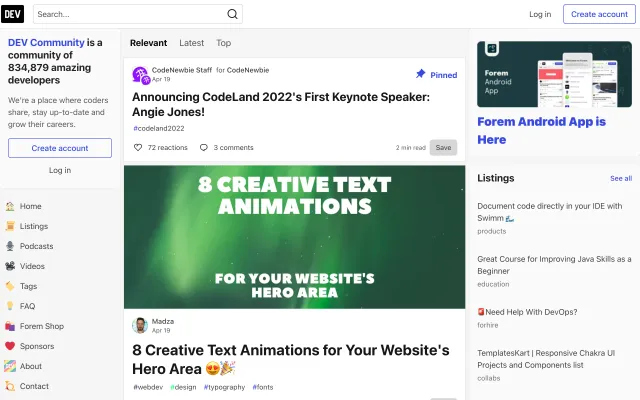 DEV
Search...
Log in
Create account
DEV Community is a
community of
834,879 amazing
developers
We're a place where coders
share, stay up-to-date and
grow their careers.
Create account
Log in
Home
Listings
Podcasts
Videos
Tags
FAQ
Forem Shop
Sponsors
About
Contact
Relevant
Latest
Top
CodeNewbie Staff for CodeNewbie
Apr 19
Pinned
Announcing CodeLand 2022's First Keynote Speaker:
Angie Jones!
#codeland2022
72 reactions
3 comments
2 min read
Save
8 CREATIVE TEXT
ANIMATIONS
FOR YOUR WEBSITE'S
HERO AREA
Madza
Apr 19
8 Creative Text Animations for Your Website's
Hero Area 😍🎉
#webdev #design #typography #fonts
Forem
Android
App
Forem Android App is
Here
Listings
See all
Document code directly in your IDE with
Swimm🏊
products
Great Course for Improving Java Skills as a
Beginner
education
🚨Need Help With DevOps?
forhire
TemplatesKart | Responsive Chakra UI
Projects and Components list
collabs